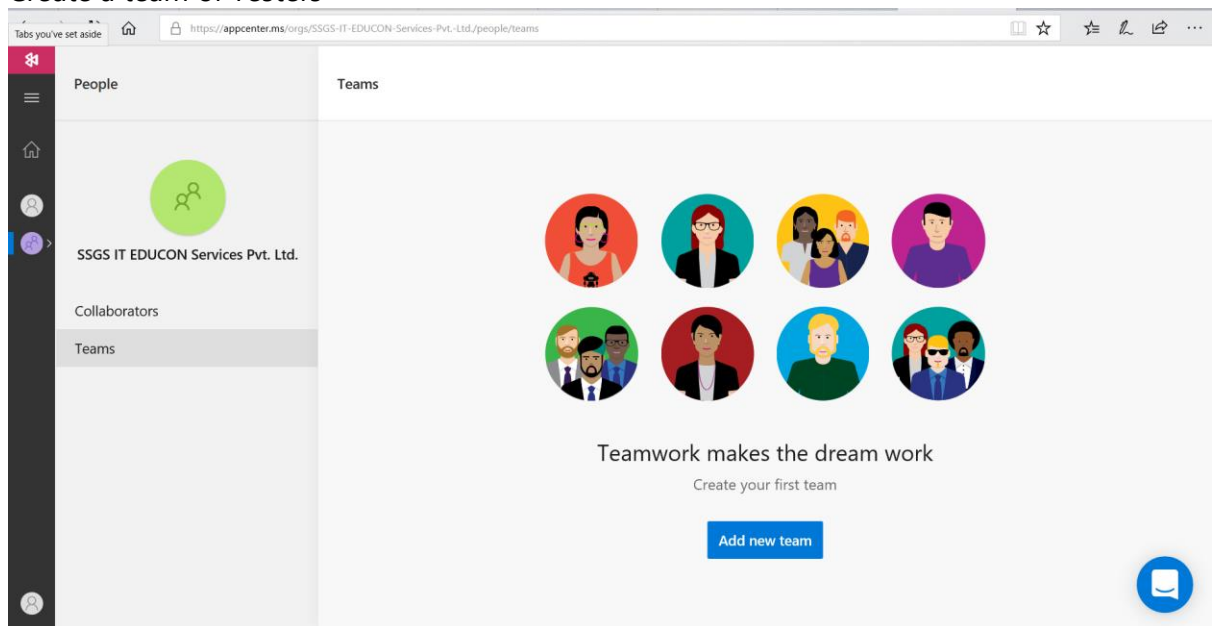 Create a team of Testers
Tabs you've set aside
https://appcenter.ms/orgs/SSGS-IT-EDUCON-Services-Pvt.-Ltd./people/teams
People
Teams
SSGS IT EDUCON Services Pvt. Ltd.
Collaborators
Teams
Teamwork makes the dream work
Create your first team
Add new team